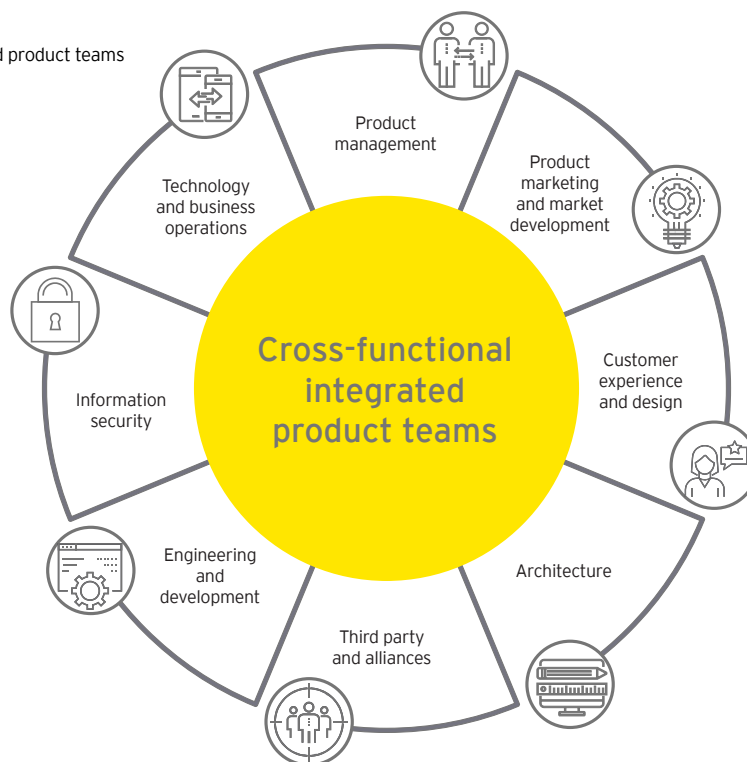 d product teams
Product
management
Product
marketing
and market
development
Customer
experience
and design
Architecture
Third party
and alliances
Engineering
and
development
Information
security
Technology
and business
operations
Cross-functional
integrated
product teams